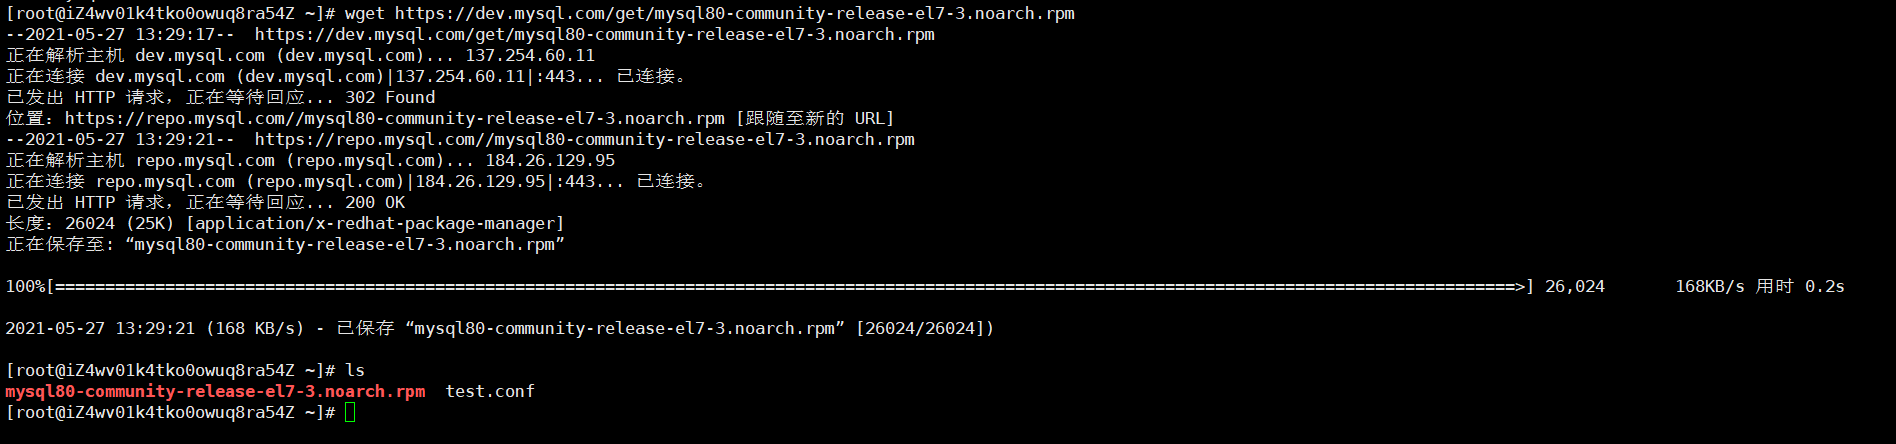 [root@iZ4wv01k4tko0owuq8ra54Z ~]# wget https://dev.mysql.com/get/mysql80-community-release-el7-3.noarch.rpm
--2021-05-27 13:29:17--  https://dev.mysql.com/get/mysql80-community-release-el7-3.noarch.rpm
正在解析主机 dev.mysql.com (dev.mysql.com)... 137.254.60.11
正在连接 dev.mysql.com (dev.mysql.com)|137.254.60.11|:443... 已连接。
已发出 HTTP 请求，正在等待回应... 302 Found
位置：https://repo.mysql.com//mysql80-community-release-el7-3.noarch.rpm [跟随至新的 URL]
--2021-05-27 13:29:21--  https://repo.mysql.com//mysql80-community-release-el7-3.noarch.rpm
正在解析主机 repo.mysql.com (repo.mysql.com)... 184.26.129.95
正在连接 repo.mysql.com (repo.mysql.com)|184.26.129.95|:443... 已连接。
已发出 HTTP 请求，正在等待回应... 200 OK
长度：26024 (25K) [application/x-redhat-package-manager]
正在保存至: “mysql80-community-release-el7-3.noarch.rpm”
100%[==================================================================================================================================================>] 26,024       168KB/s 用时 0.2s
2021-05-27 13:29:21 (168 KB/s) - 已保存 “mysql80-community-release-el7-3.noarch.rpm” [26024/26024])
[root@iZ4wv01k4tko0owuq8ra54Z ~]# ls
mysql80-community-release-el7-3.noarch.rpm  test.conf
[root@iZ4wv01k4tko0owuq8ra54Z ~]#